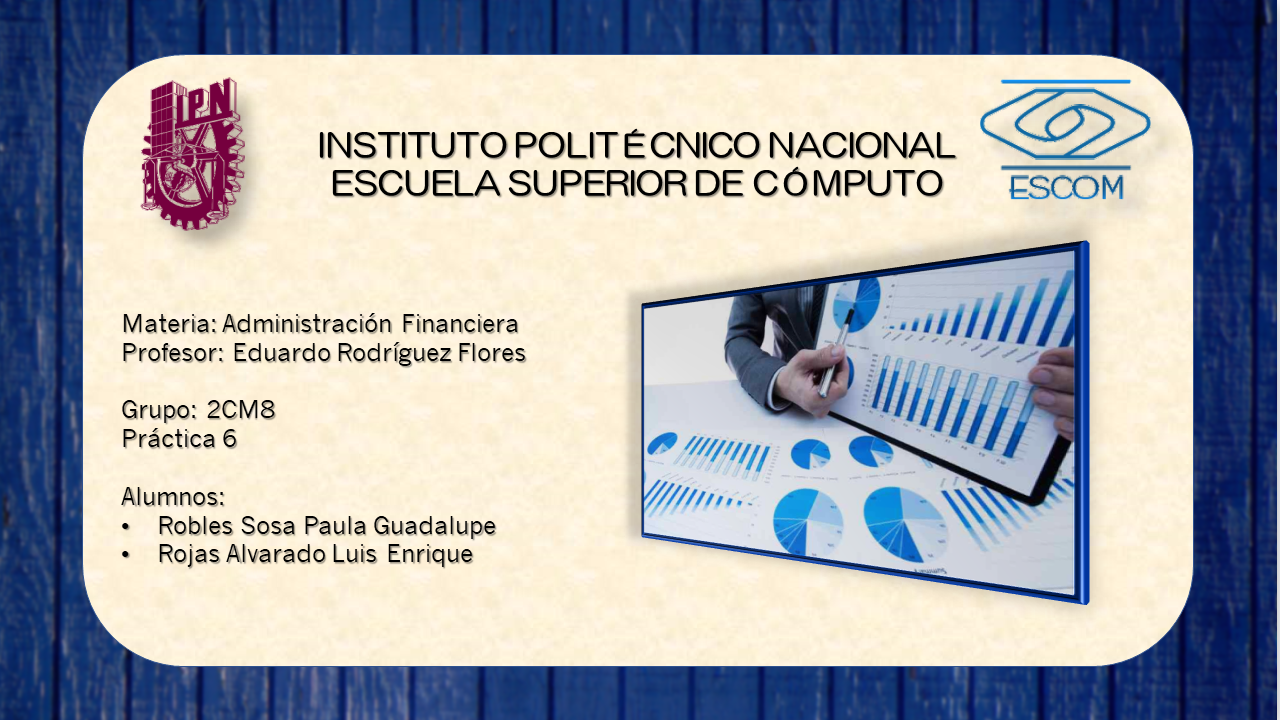 IPN
INSTITUTO POLITÉCNICO NACIONAL
ESCUELA SUPERIOR DE CÓMPUTO
ESCOM
Materia: Administración Financiera
Profesor: Eduardo Rodríguez Flores
Grupo: 2CM8
Práctica 6
Alumnos:
• Robles Sosa Paula Guadalupe
• Rojas Alvarado Luis Enrique